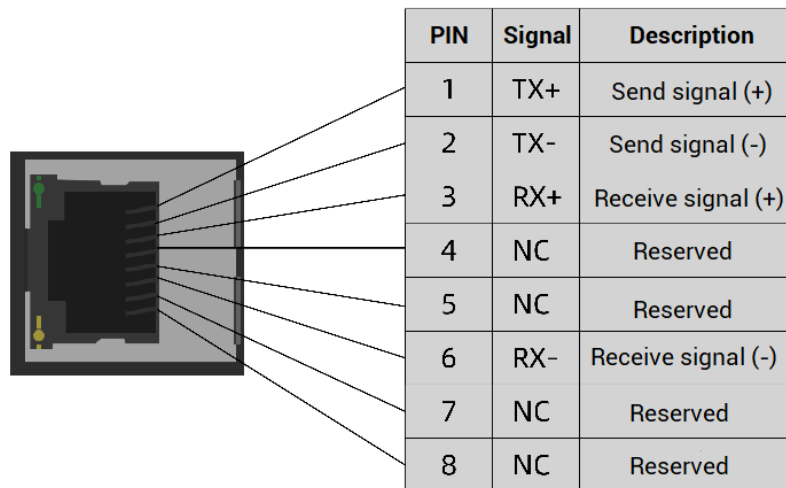 PIN Signal Description
1 TX+ Send signal (+)
2 TX- Send signal (-)
3 RX+ Receive signal (+)
4 NC Reserved
5 NC Reserved
6 RX- Receive signal (-)
7 NC Reserved
8 NC Reserved